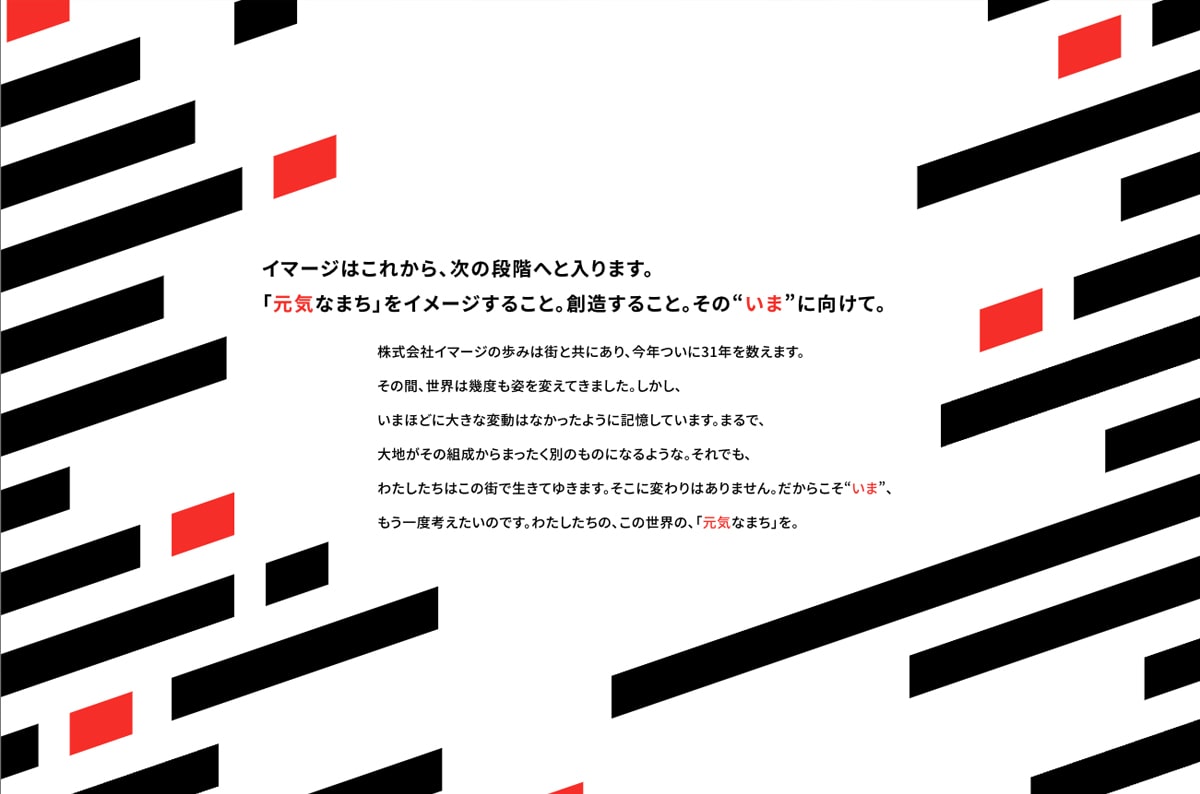 イマージはこれから、次の段階へと入ります。
「元気なまち」をイメージすること。創造すること。その“いま”に向けて。
株式会社イマージの歩みは街と共にあり、今年ついに31年を数えます。
その間、世界は幾度も姿を変えてきました。しかし、
いまほどに大きな変動はなかったように記憶しています。まるで、
大地がその組成からまったく別のものになるような。それでも、
わたしたちはこの街で生きてゆきます。そこに変わりはありません。だからこそ“いま”、
もう一度考えたいのです。わたしたちの、この世界の、「元気なまち」を。